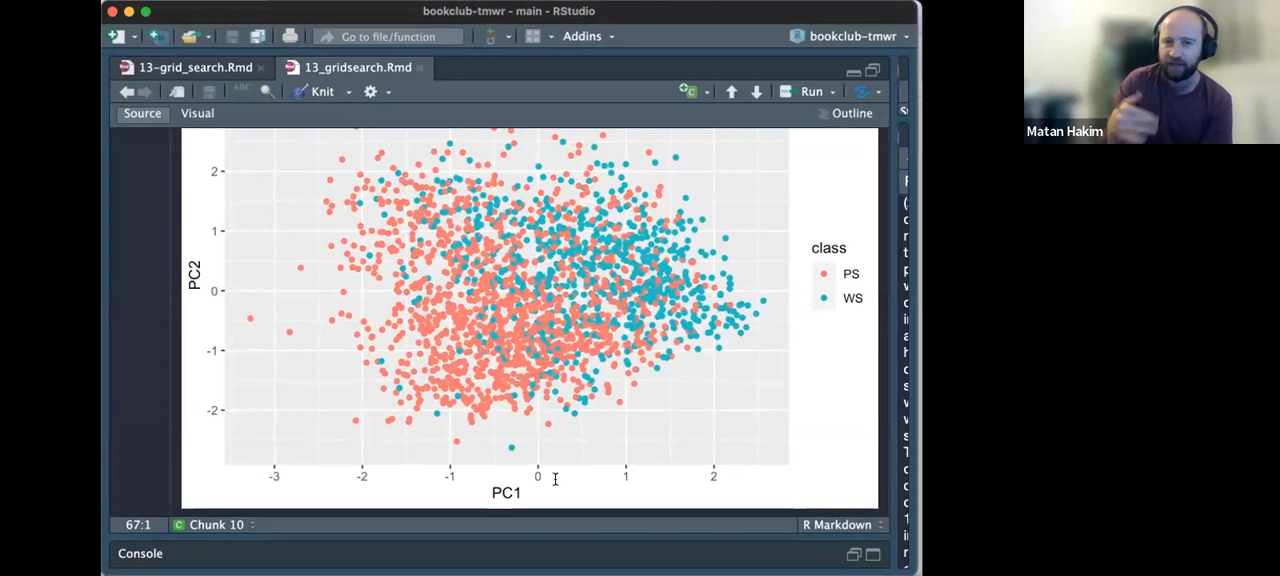 bookclub-tmwr - main - RStudio
Go to file/function
Addins
bookclub-tmwr
13-grid_search.Rmd
13_gridsearch.Rmd
ABC
Knit
Run
Source
Visual
Outline
2
1
0
-1
-2
PC2
-3
-2
-1
0
1
2
PC1
class
PS
WS
67:1
C Chunk 10
R Markdown
Console
Matan Hakim